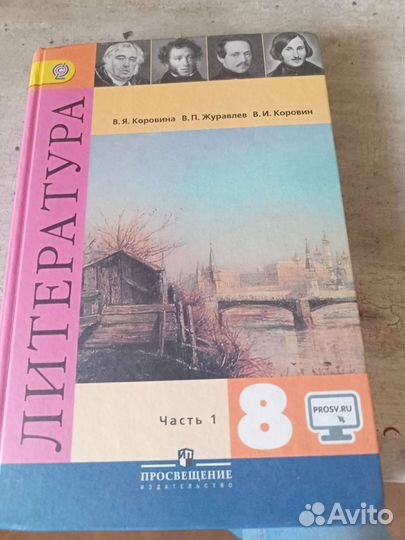 В.Я. Коровина В.П. Журавлев В.И. Коровин
ЛИТЕРАТУРА
Часть 1
8
PROSV.RU
ПРОСВЕЩЕНИЕ
ИЗДАТЕЛЬСТВО
Avito